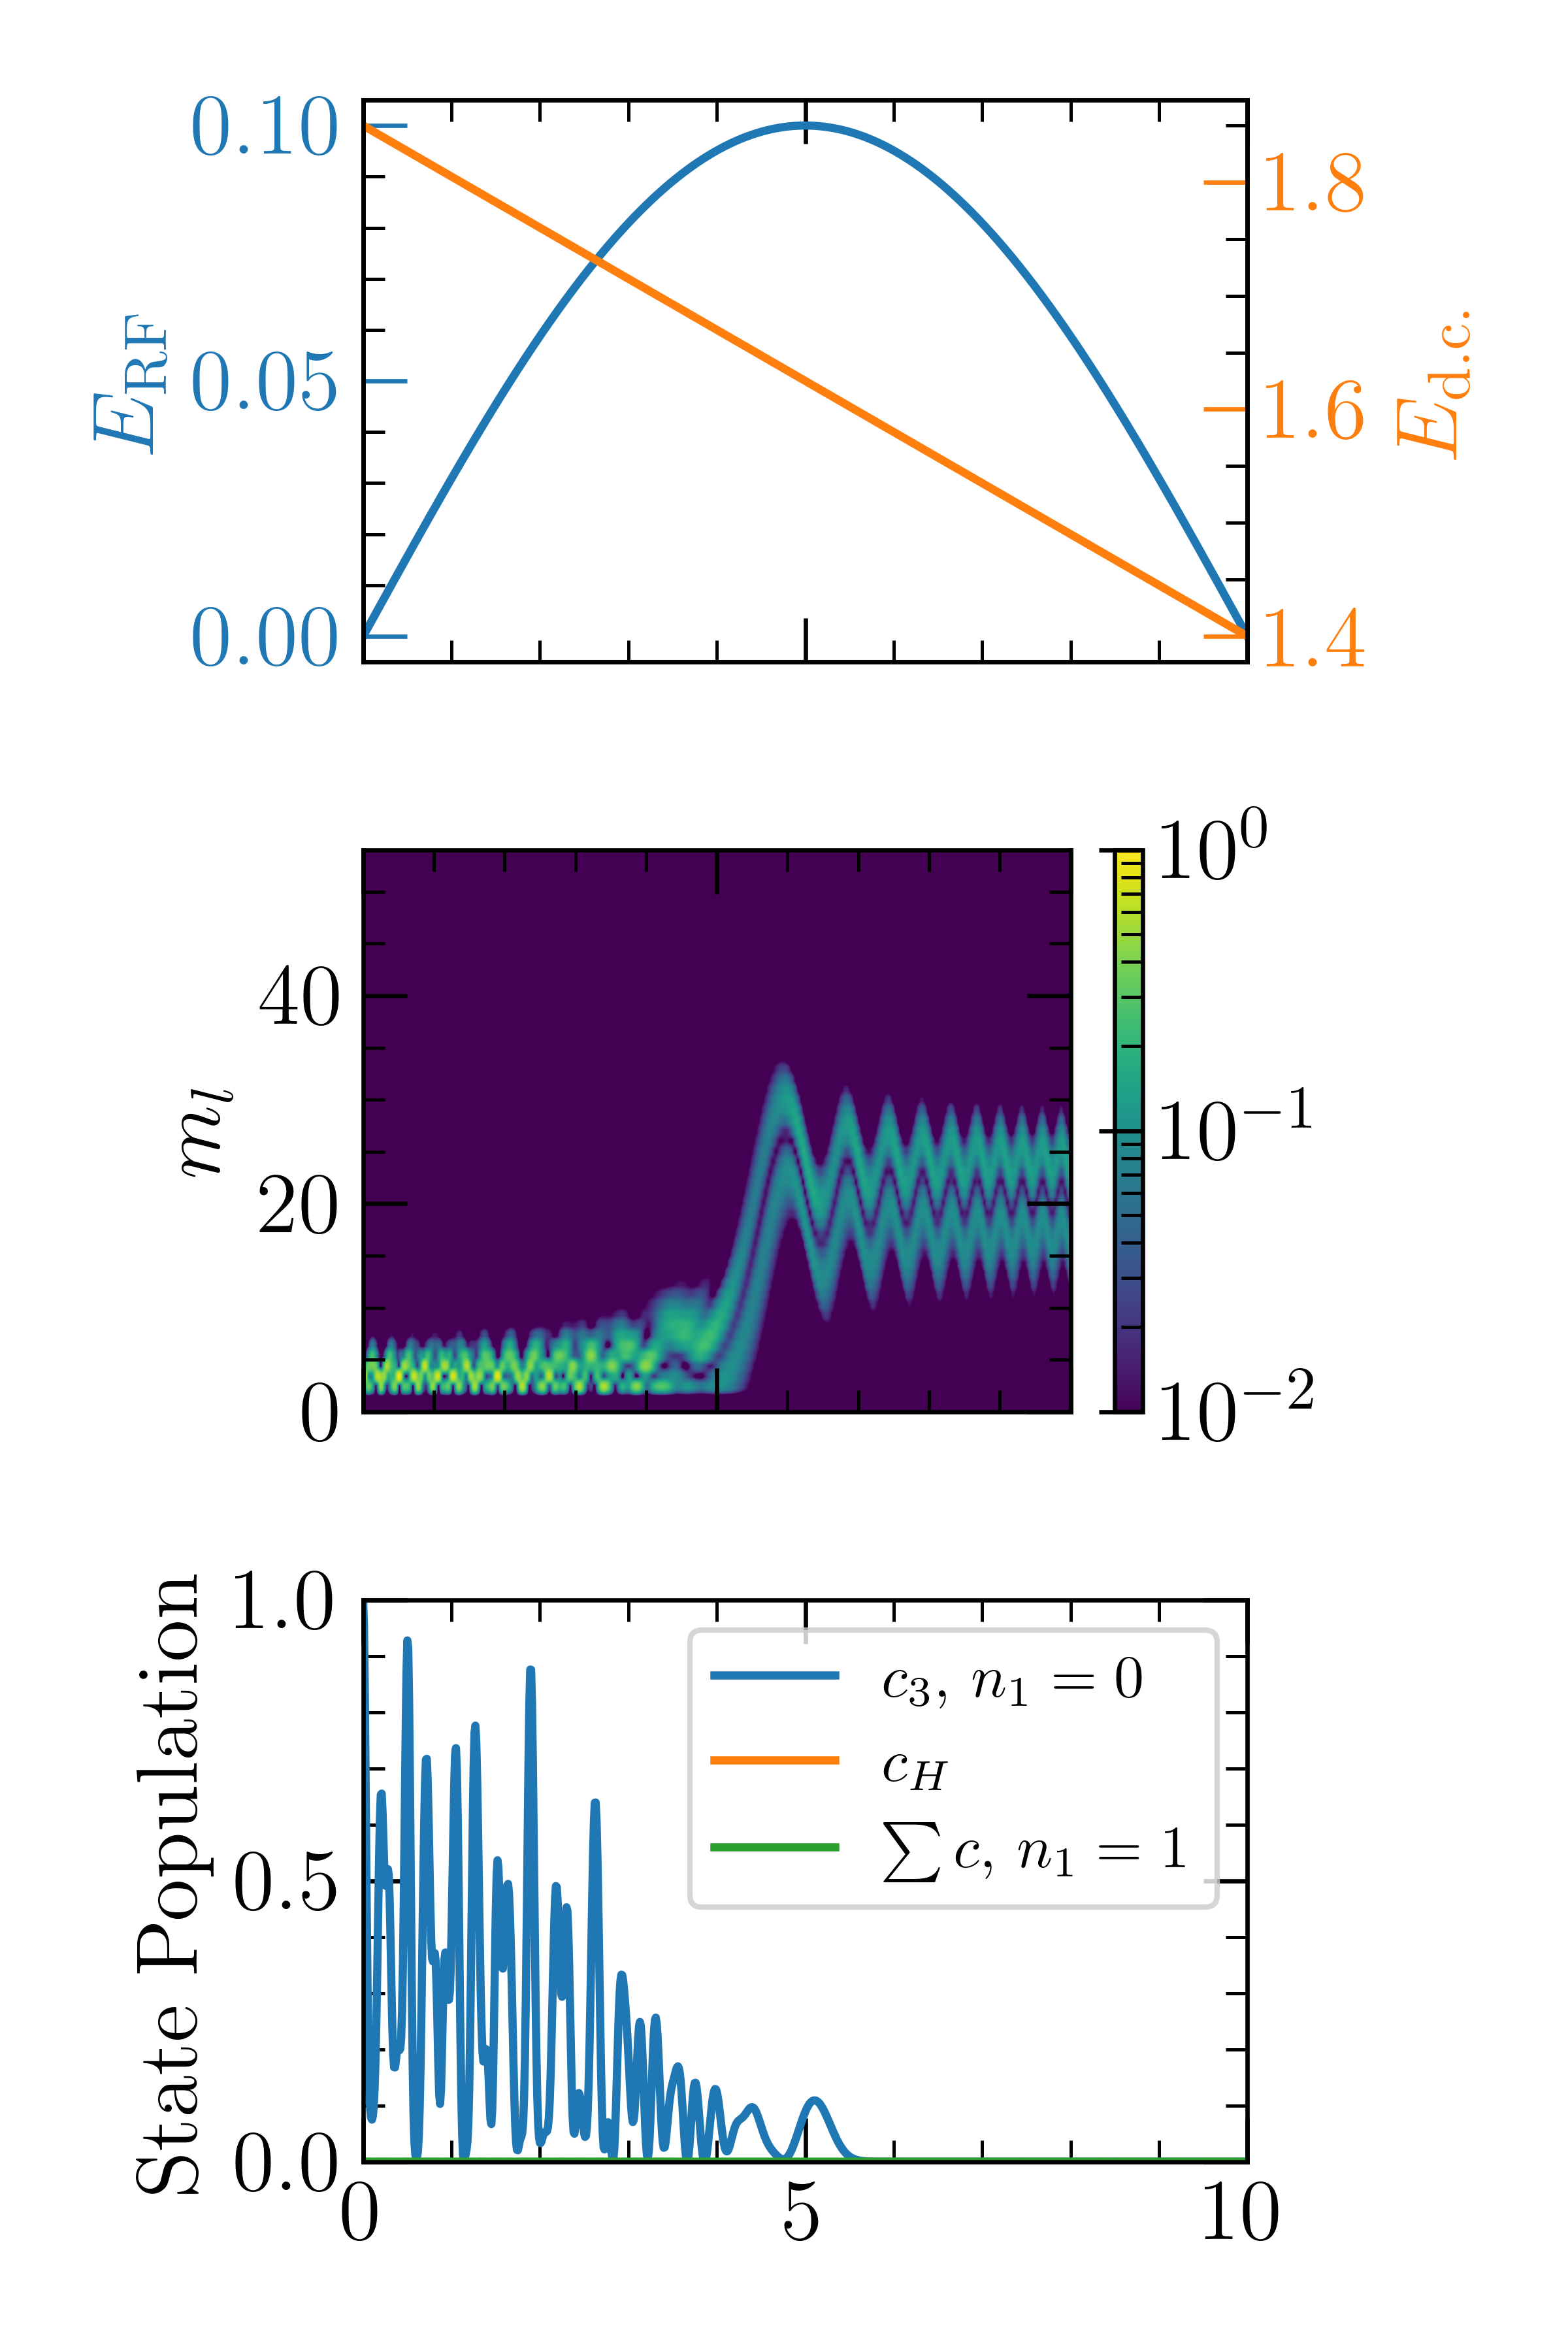 0.10
0.05
0.00
E_RF
1.8
1.6
1.4
E_d.c.
40
20
0
m_l
10^0
10^−1
10^−2
State Population
1.0
0.5
0.0
c_3, n_1 = 0
c_H
∑ c, n_1 = 1
0 5 10